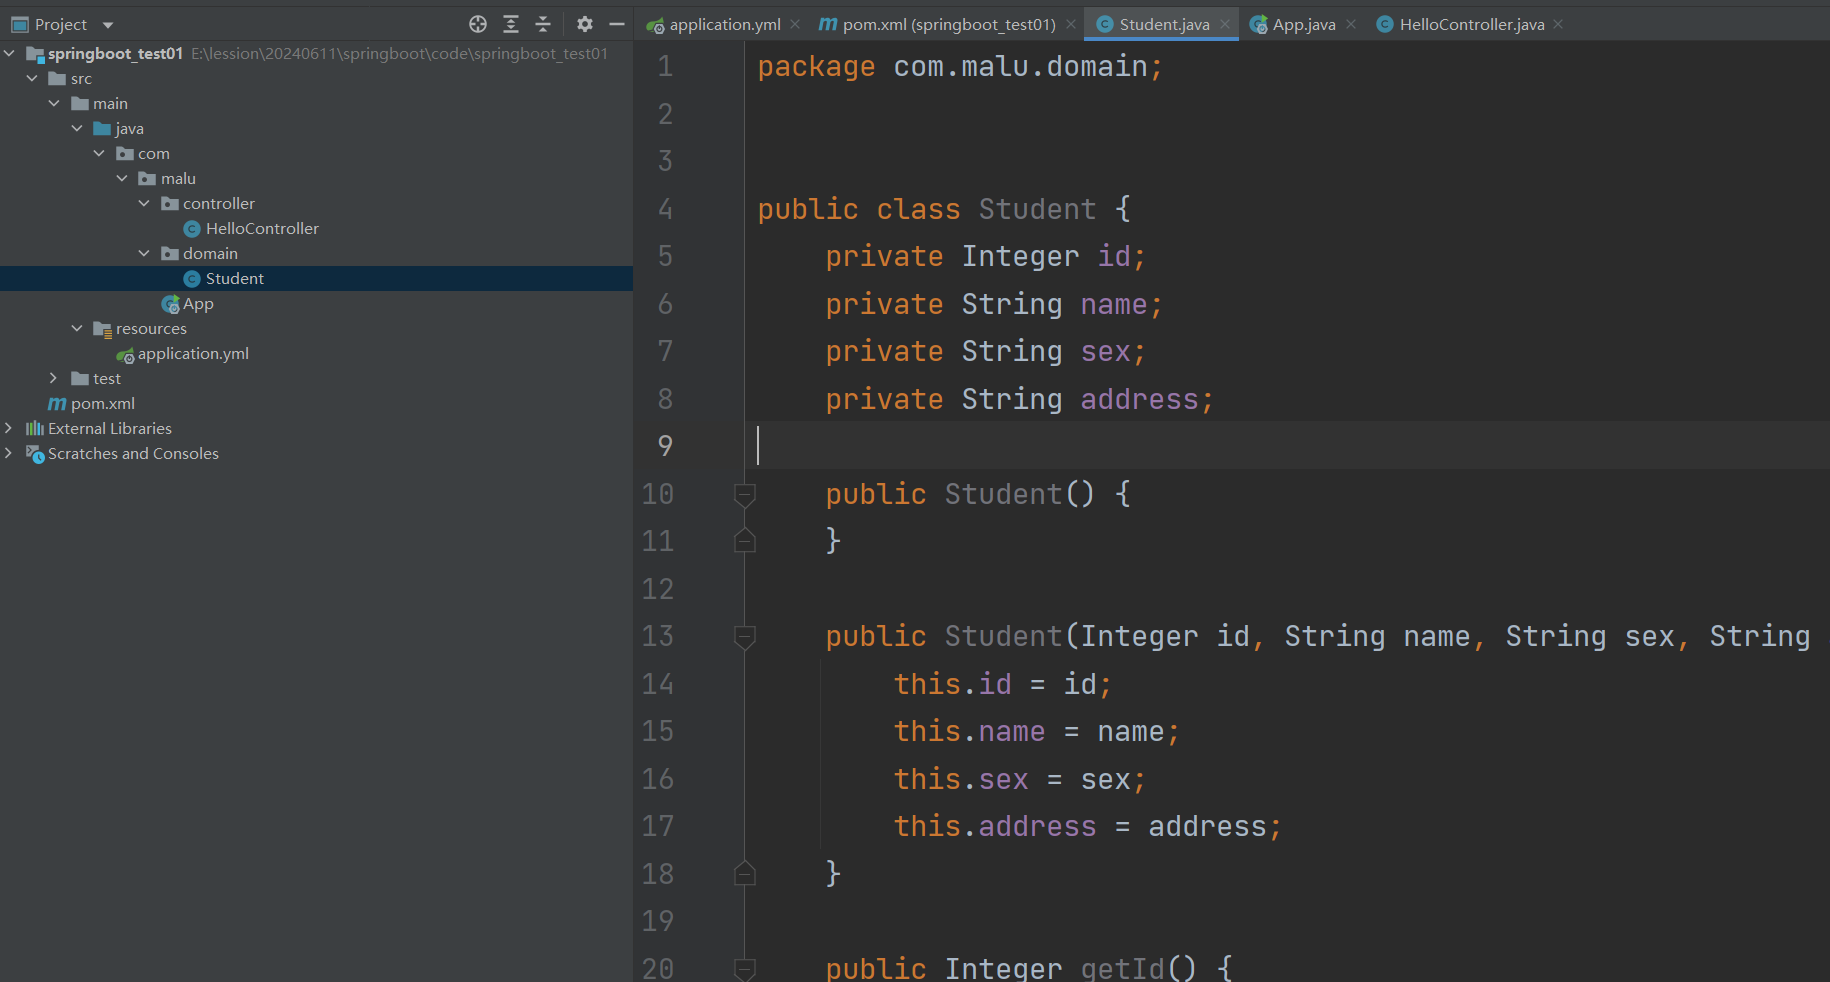 Project
springboot_test01 E:\lession\20240611\springboot\code\springboot_test01
src
main
java
com
malu
controller
HelloController
domain
Student
App
resources
application.yml
test
pom.xml
External Libraries
Scratches and Consoles
application.yml pom.xml (springboot_test01) Student.java App.java HelloController.java
1 package com.malu.domain;
2
3
4 public class Student {
5 private Integer id;
6 private String name;
7 private String sex;
8 private String address;
9
10 public Student() {
11 }
12
13 public Student(Integer id, String name, String sex, String
14 this.id = id;
15 this.name = name;
16 this.sex = sex;
17 this.address = address;
18 }
19
20 public Integer getId() {